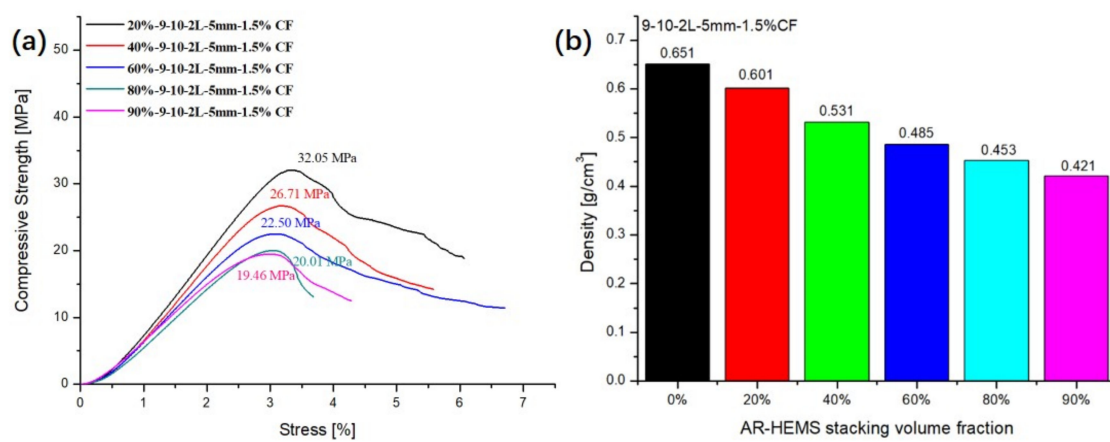 (a)
20%-9-10-2L-5mm-1.5% CF
40%-9-10-2L-5mm-1.5% CF
60%-9-10-2L-5mm-1.5% CF
80%-9-10-2L-5mm-1.5% CF
90%-9-10-2L-5mm-1.5% CF
32.05 MPa
26.71 MPa
22.50 MPa
20.01 MPa
19.46 MPa
Compressive Strength [MPa]
50
40
30
20
10
0
0 1 2 3 4 5 6 7
Stress [%]
(b)
9-10-2L-5mm-1.5%CF
0.651
0.601
0.531
0.485
0.453
0.421
Density [g/cm³]
0.7
0.6
0.5
0.4
0.3
0.2
0.1
0.0
0% 20% 40% 60% 80% 90%
AR-HEMS stacking volume fraction